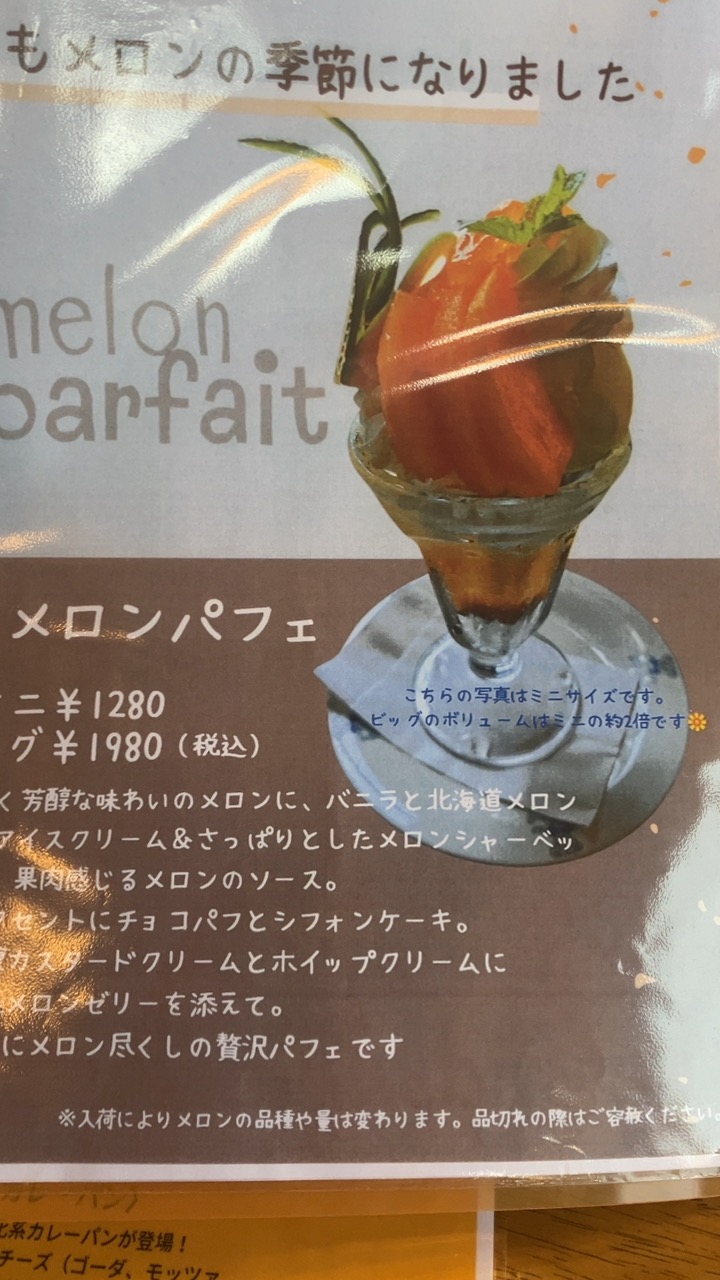 もメロンの季節になりました
melon
parfait
メロンパフェ
ニ¥1280
グ¥1980（税込）
こちらの写真はミニサイズです。
ビッグのボリュームはミニの約2倍です
く芳醇な味わいのメロンに、バニラと北海道メロン
アイスクリーム&さっぱりとしたメロンシャーベッ
果肉感じるメロンのソース。
クセントにチョコパフとシフォンケーキ。
カスタードクリームとホイップクリームに
メロンゼリーを添えて。
にメロン尽くしの贅沢パフェです
※入荷によりメロンの品種や量は変わります。品切れの際はご容赦ください。
カレーパン〉
系カレーパンが登場！
チーズ（ゴーダ、モッツァ